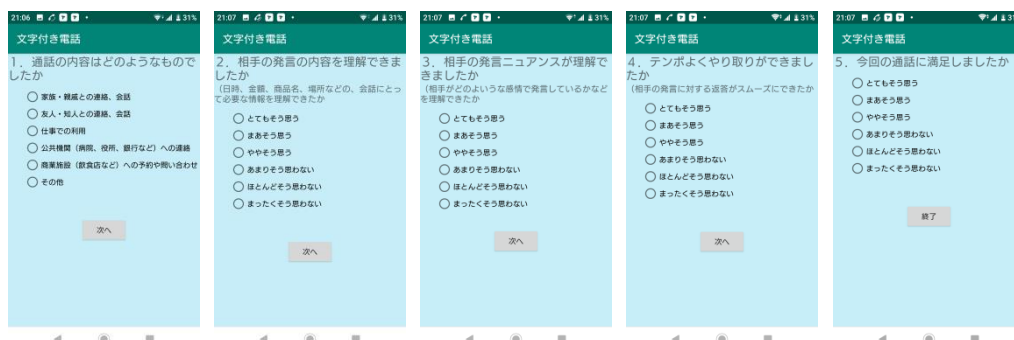 21:06
31%
文字付き電話
1．通話の内容はどのようなもので
したか
家族・親戚との連絡、会話
友人・知人との連絡、会話
仕事での利用
公共機関（病院、役所、銀行など）への連絡
商業施設（飲食店など）への予約や問い合わせ
その他
次へ
21:07
31%
文字付き電話
2．相手の発言の内容を理解できま
したか
（日時、金額、商品名、場所などの、会話にとっ
て必要な情報を理解できたか
とてもそう思う
まあそう思う
ややそう思う
あまりそう思わない
ほとんどそう思わない
まったくそう思わない
次へ
21:07
31%
文字付き電話
3．相手の発言ニュアンスが理解で
きましたか
（相手がどのよいうな感情で発言しているかなど
を理解できたか
とてもそう思う
まあそう思う
ややそう思う
あまりそう思わない
ほとんどそう思わない
まったくそう思わない
次へ
21:07
31%
文字付き電話
4．テンポよくやり取りができまし
たか
（相手の発言に対する返答がスムーズにできたか
とてもそう思う
まあそう思う
ややそう思う
あまりそう思わない
ほとんどそう思わない
まったくそう思わない
次へ
21:07
文字付き電話
5．今回の通話に満足しましたか
とてもそう思う
まあそう思う
ややそう思う
あまりそう思わない
ほとんどそう思わない
まったくそう思わない
終了